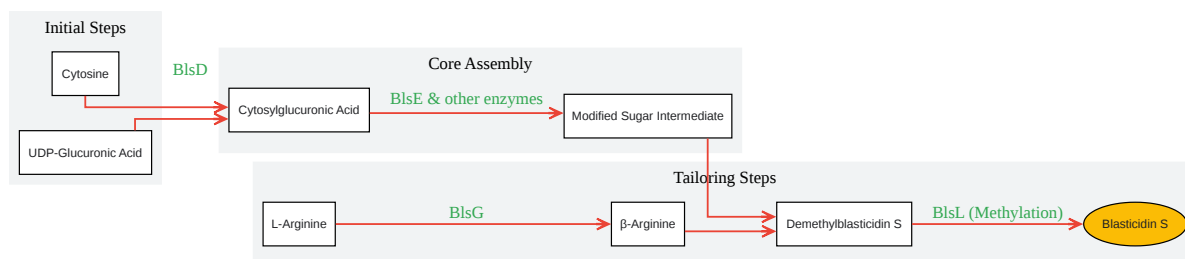 Initial Steps
Cytosine
UDP-Glucuronic Acid
BlsD
Core Assembly
Cytosylglucuronic Acid
BlsE & other enzymes
Modified Sugar Intermediate
Tailoring Steps
L-Arginine
BlsG
β-Arginine
Demethylblasticidin S
BlsL (Methylation)
Blasticidin S